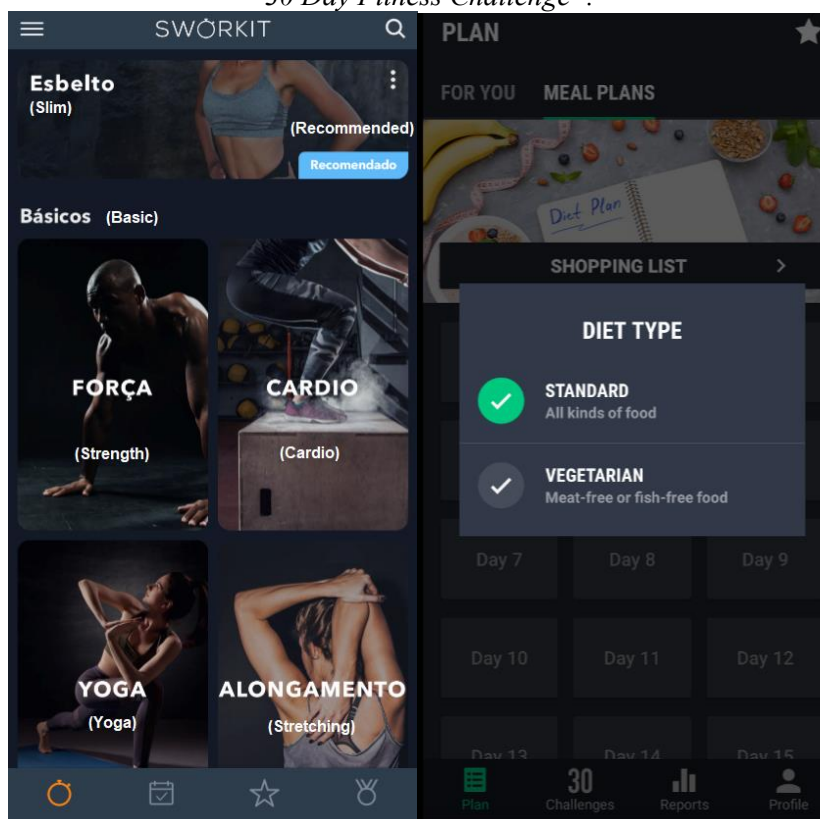 30 Day Fitness Challenge".
SWORKIT
Esbelto
(Slim)
(Recommended)
Recomendado
Básicos (Basic)
FORÇA
(Strength)
CARDIO
(Cardio)
YOGA
(Yoga)
ALONGAMENTO
(Stretching)
PLAN
FOR YOU MEAL PLANS
Diet Plan
SHOPPING LIST >
DIET TYPE
STANDARD
All kinds of food
VEGETARIAN
Meat-free or fish-free food
Day 7 Day 8 Day 9
Day 10 Day 11 Day 12
Day 13 Day 14 Day 15
30
Plan Challenges Reports Profile